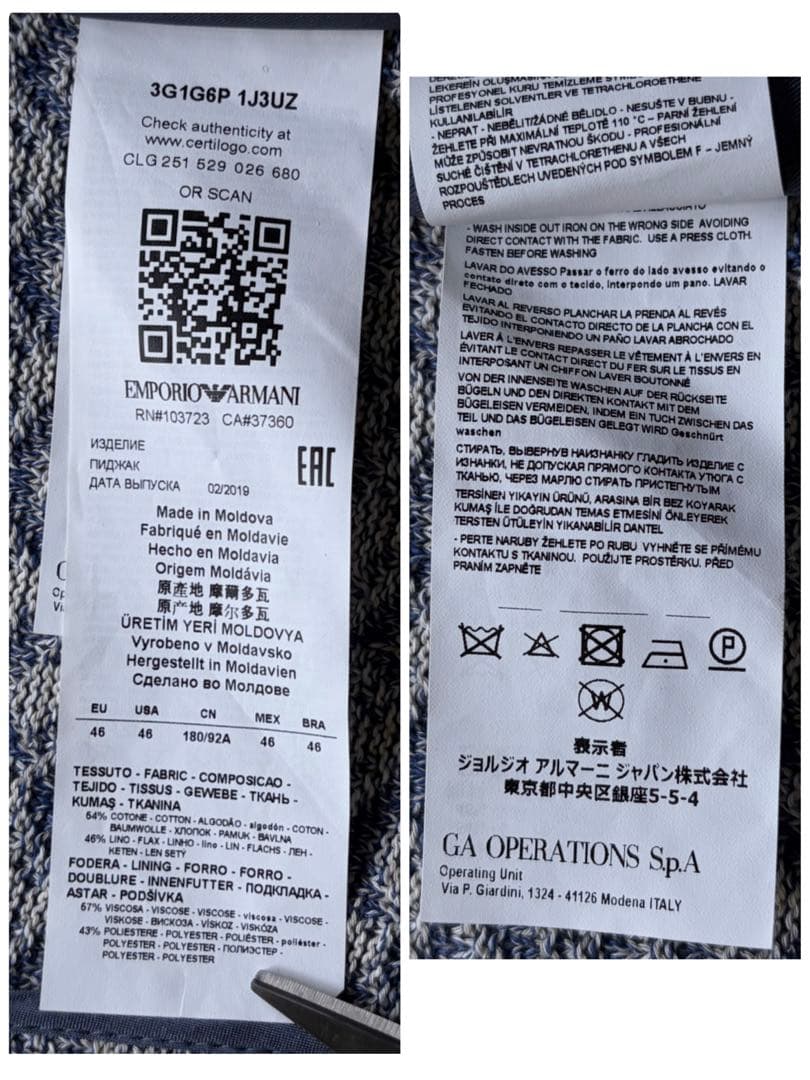 3G1G6P 1J3UZ
Check authenticity at
www.certilogo.com
CLG 251 529 026 680
OR SCAN
EMPORIO ARMANI
RN#103723 CA#37360
ИЗДЕЛИЕ
ПИДЖАК
ДАТА ВЫПУСКА 02/2019
EAC
Made in Moldova
Fabriqué en Moldavie
Hecho en Moldavia
Origem Moldávia
原產地 摩爾多瓦
原产地 摩尔多瓦
ÜRETİM YERİ MOLDOVYA
Vyrobeno v Moldavsko
Hergestellt in Moldavien
Сделано во Молдове
EU USA CN MEX BRA
46 46 180/92A 46 46
TESSUTO - FABRIC - COMPOSICAO -
TEJIDO - TISSUS - GEWEBE - ТКАНЬ -
KUMAŞ - TKANINA
54% COTONE - COTTON - ALGODÃO - algodón - COTON -
BAUMWOLLE - ХЛОПОК - PAMUK - BAVLNA
46% LINO - FLAX - LINHO - lino - LIN - FLACHS - ЛЕН -
KETEN - LEN SETÝ
FODERA - LINING - FORRO - FORRO -
DOUBLURE - INNENFUTTER - ПОДКЛАДКА -
ASTAR - PODŠÍVKA
57% VISCOSA - VISCOSE - VISCOSE - viscosa - VISCOSE -
VISKOSE - ВИСКОЗА - VİSKOZ - VISKÓZA
43% POLIESTERE - POLYESTER - POLIÉSTER - poliéster -
POLYESTER - POLYESTER - ПОЛИЭСТЕР -
POLYESTER - POLYESTER
LEKEREİN OLUŞMASINA
PROFESYONEL KURU TEMİZLEME
LİSTELENEN SOLVENTLER VE TETRACHLOROETHENE
KULLANILABİLİR
- NEPRAT - NEBĚLIT!ŽÁDNÉ BĚLIDLO - NESUŠTE V BUBNU -
ŽEHLETE PŘI MAXIMÁLNÍ TEPLOTĚ 110 °C – PARNÍ ŽEHLENÍ
MŮŽE ZPŮSOBIT NEVRATNOU ŠKODU - PROFESIONÁLNÍ
SUCHÉ ČIŠTĚNÍ V TETRACHLORETHENU A VŠECH
ROZPOUŠTĚDLECH UVEDENÝCH POD SYMBOLEM F – JEMNÝ
PROCES
- WASH INSIDE OUT IRON ON THE WRONG SIDE AVOIDING
DIRECT CONTACT WITH THE FABRIC. USE A PRESS CLOTH.
FASTEN BEFORE WASHING
LAVAR DO AVESSO Passar o ferro do lado avesso evitando o
contato direto com o tecido, interpondo um pano. LAVAR
FECHADO
LAVAR AL REVERSO PLANCHAR LA PRENDA AL REVÉS
EVITANDO EL CONTACTO DIRECTO DE LA PLANCHA CON EL
TEJIDO INTERPONIENDO UN PAÑO LAVAR ABROCHADO
LAVER À L'ENVERS REPASSER LE VÊTEMENT À L'ENVERS EN
ÉVITANT LE CONTACT DIRECT DU FER SUR LE TISSUS EN
INTERPOSANT UN CHIFFON LAVER BOUTONNÉ
VON DER INNENSEITE WASCHEN AUF DER RÜCKSEITE
BÜGELN UND DEN DIREKTEN KONTAKT MIT DEM
BÜGELEISEN VERMEIDEN, INDEM EIN TUCH ZWISCHEN DAS
TEIL UND DAS BÜGELEISEN GELEGT WIRD Geschnürt
waschen
СТИРАТЬ, ВЫВЕРНУВ НАИЗНАНКУ ГЛАДИТЬ ИЗДЕЛИЕ С
ИЗНАНКИ, НЕ ДОПУСКАЯ ПРЯМОГО КОНТАКТА УТЮГА С
ТКАНЬЮ, ЧЕРЕЗ МАРЛЮ СТИРАТЬ ПРИСТЕГНУТЫМ
TERSİNEN YIKAYIN ÜRÜNÜ, ARASINA BİR BEZ KOYARAK
KUMAŞ İLE DOĞRUDAN TEMAS ETMESİNİ ÖNLEYEREK
TERSTEN ÜTÜLEYİN YIKANABİLİR DANTEL
- PERTE NARUBY ŽEHLETE PO RUBU VYHNĚTE SE PŘÍMÉMU
KONTAKTU S TKANINOU. POUŽIJTE PROSTĚRKU. PŘED
PRANÍM ZAPNĚTE
P
W
表示者
ジョルジオ アルマーニ ジャパン株式会社
東京都中央区銀座5-5-4
GA OPERATIONS S.p.A
Operating Unit
Via P. Giardini, 1324 - 41126 Modena ITALY